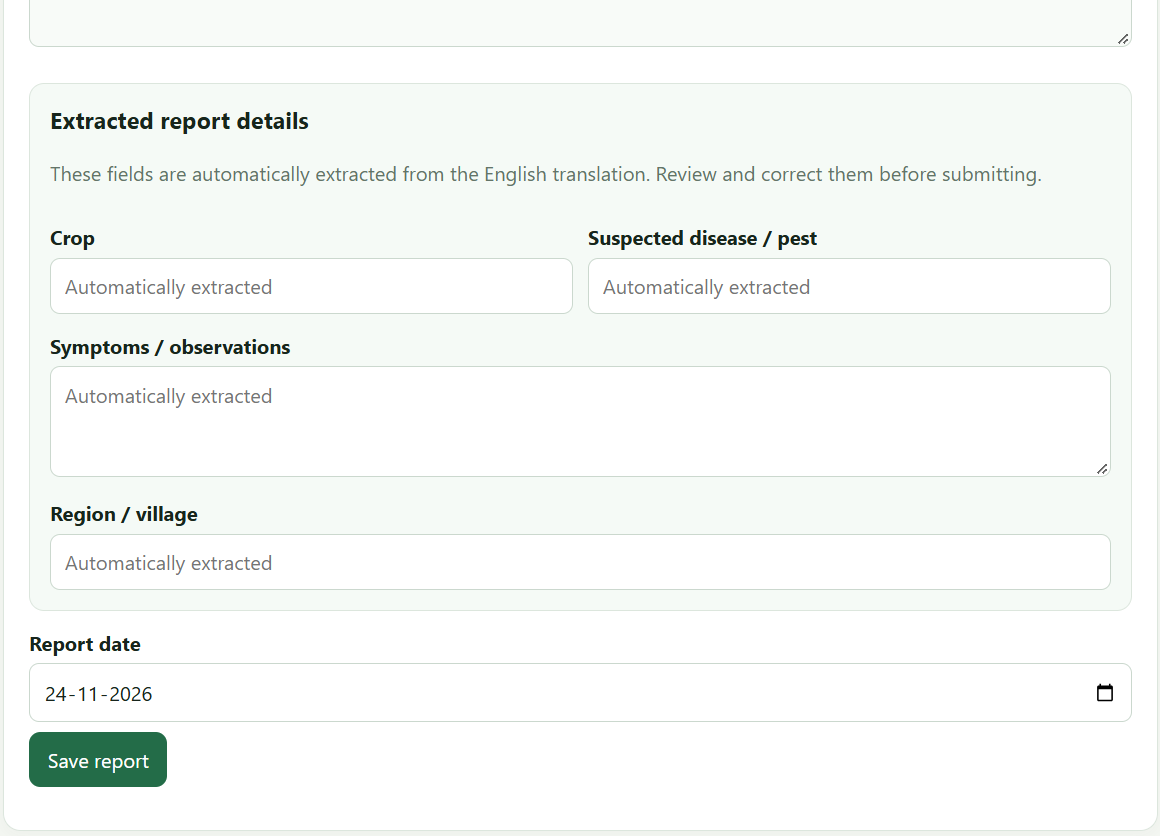 Extracted report details
These fields are automatically extracted from the English translation. Review and correct them before submitting.
Crop
Suspected disease / pest
Automatically extracted
Automatically extracted
Symptoms / observations
Automatically extracted
Region / village
Automatically extracted
Report date
24-11-2026
Save report